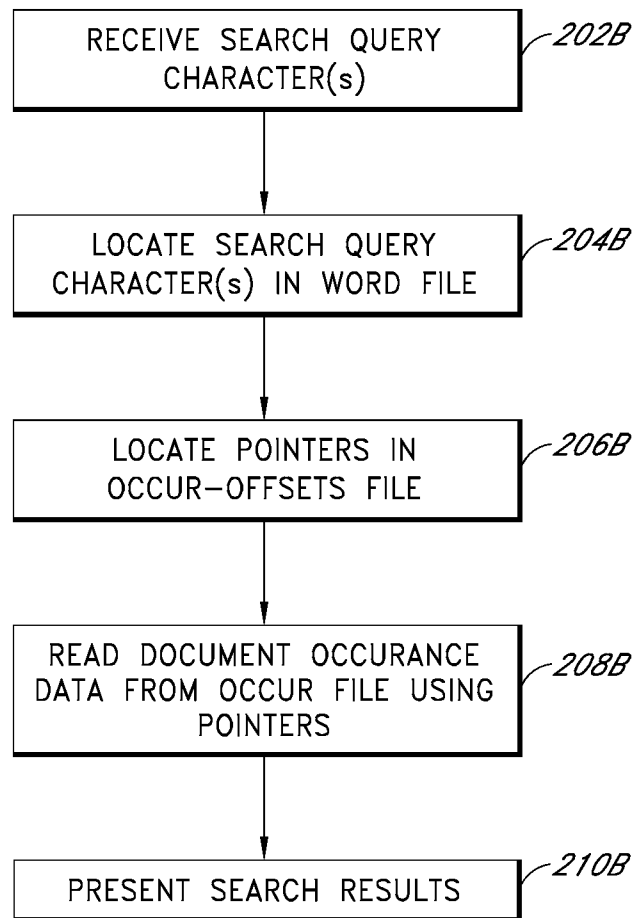 RECEIVE SEARCH QUERY
CHARACTER(s)
202B
LOCATE SEARCH QUERY
CHARACTER(s) IN WORD FILE
204B
LOCATE POINTERS IN
OCCUR-OFFSETS FILE
206B
READ DOCUMENT OCCURANCE
DATA FROM OCCUR FILE USING
POINTERS
208B
PRESENT SEARCH RESULTS
210B